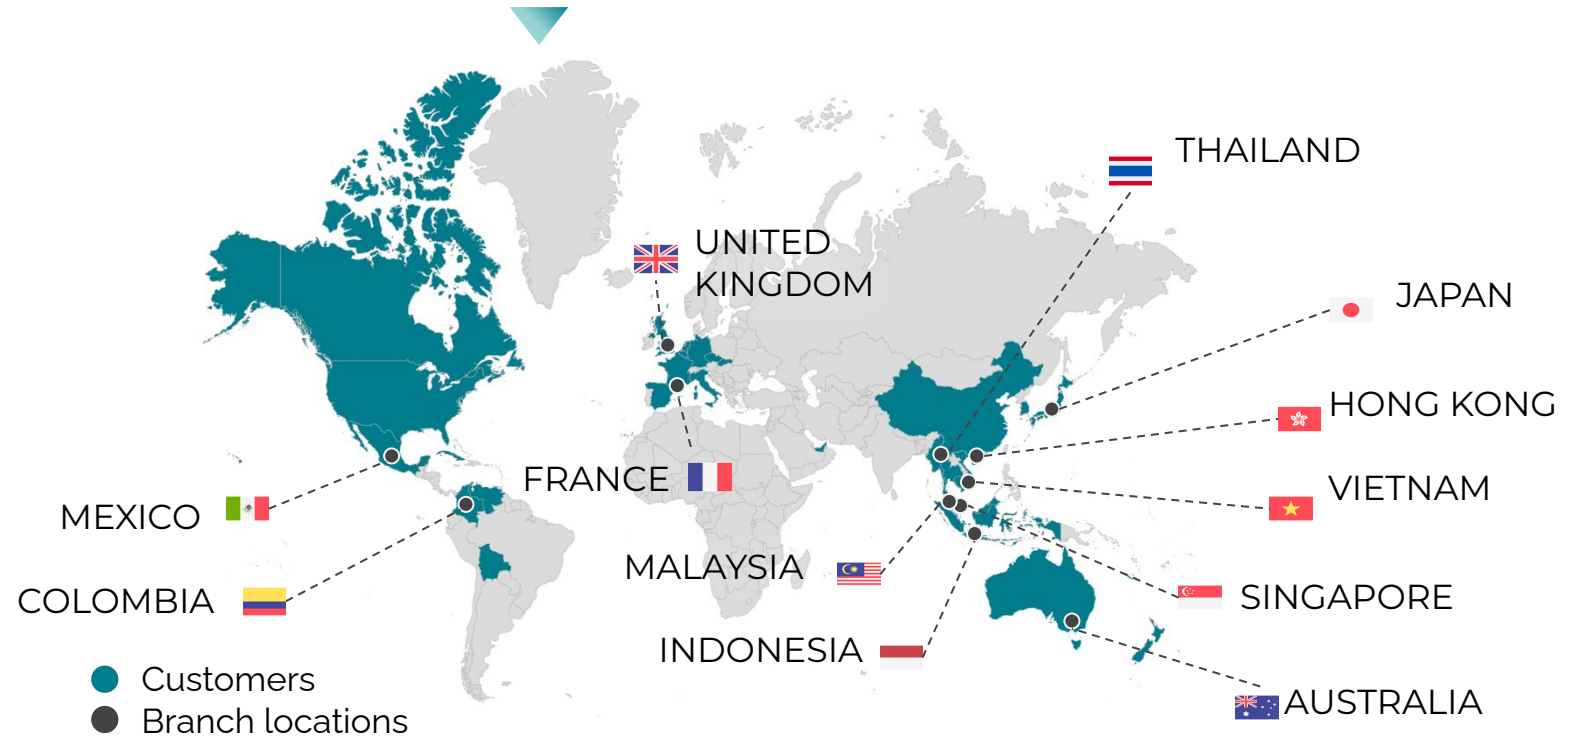 THAILAND
UNITED
KINGDOM
JAPAN
HONG KONG
FRANCE
VIETNAM
MEXICO
MALAYSIA
COLOMBIA
SINGAPORE
INDONESIA
Customers
AUSTRALIA
Branch locations